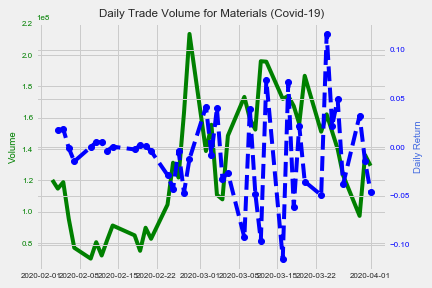 Daily Trade Volume for Materials (Covid-19)
1e8
2.2
2.0
1.8
1.6
1.4
1.2
1.0
0.8
Volume
0.10
0.05
0.00
−0.05
−0.10
Daily Return
2020-02-01 2020-02-08 2020-02-15 2020-02-22 2020-03-01 2020-03-08 2020-03-15 2020-03-22 2020-04-01